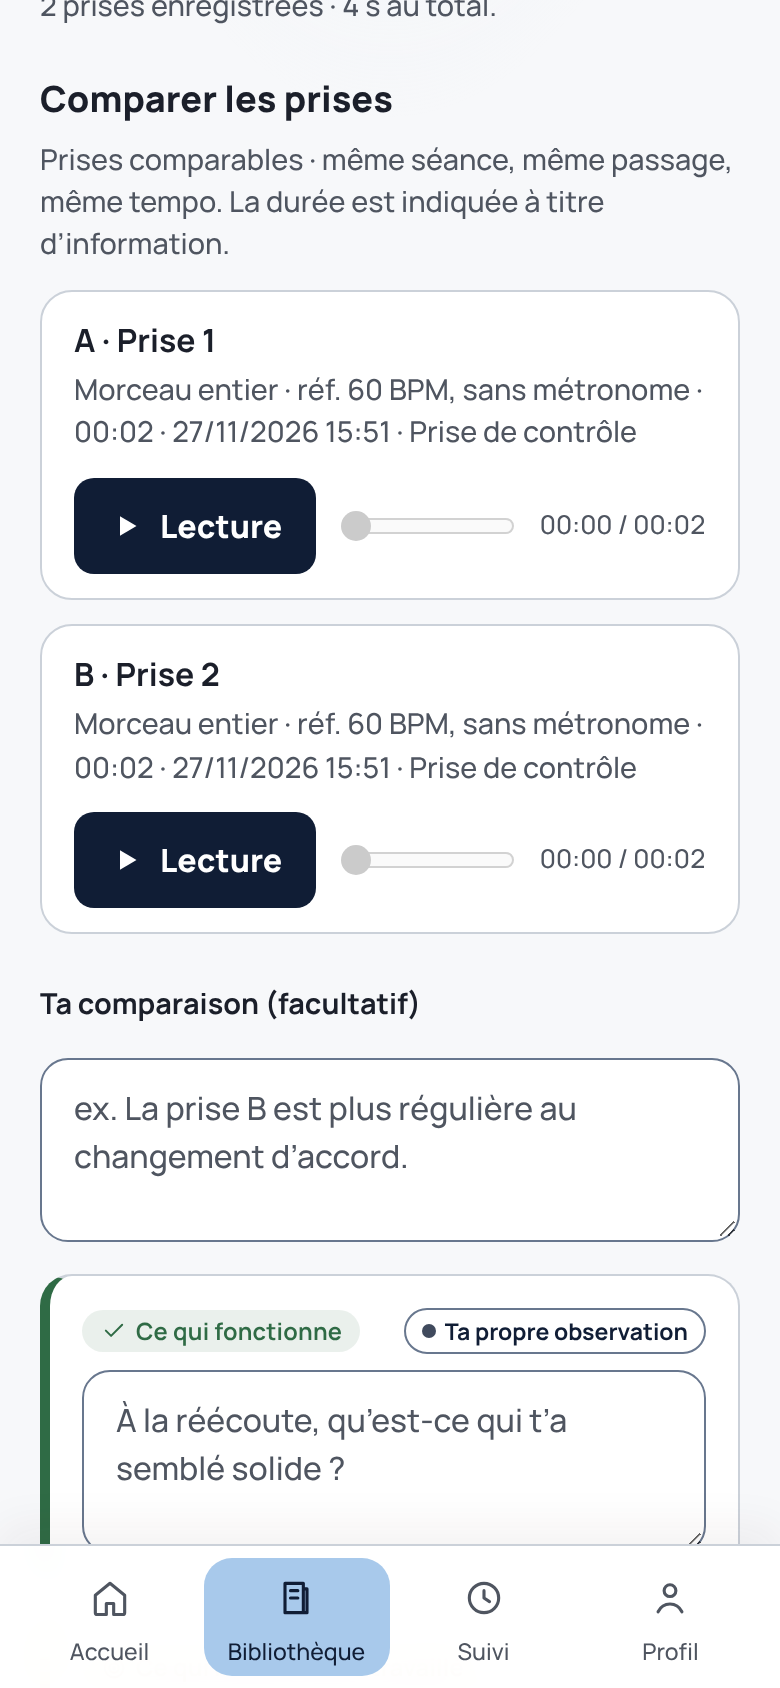 2 prises enregistrées · 4 s au total.
Comparer les prises
Prises comparables · même séance, même passage,
même tempo. La durée est indiquée à titre
d’information.
A · Prise 1
Morceau entier · réf. 60 BPM, sans métronome ·
00:02 · 27/11/2026 15:51 · Prise de contrôle
Lecture
00:00 / 00:02
B · Prise 2
Morceau entier · réf. 60 BPM, sans métronome ·
00:02 · 27/11/2026 15:51 · Prise de contrôle
Lecture
00:00 / 00:02
Ta comparaison (facultatif)
ex. La prise B est plus régulière au
changement d’accord.
Ce qui fonctionne
Ta propre observation
À la réécoute, qu’est-ce qui t’a
semblé solide ?
Accueil
Bibliothèque
Suivi
Profil